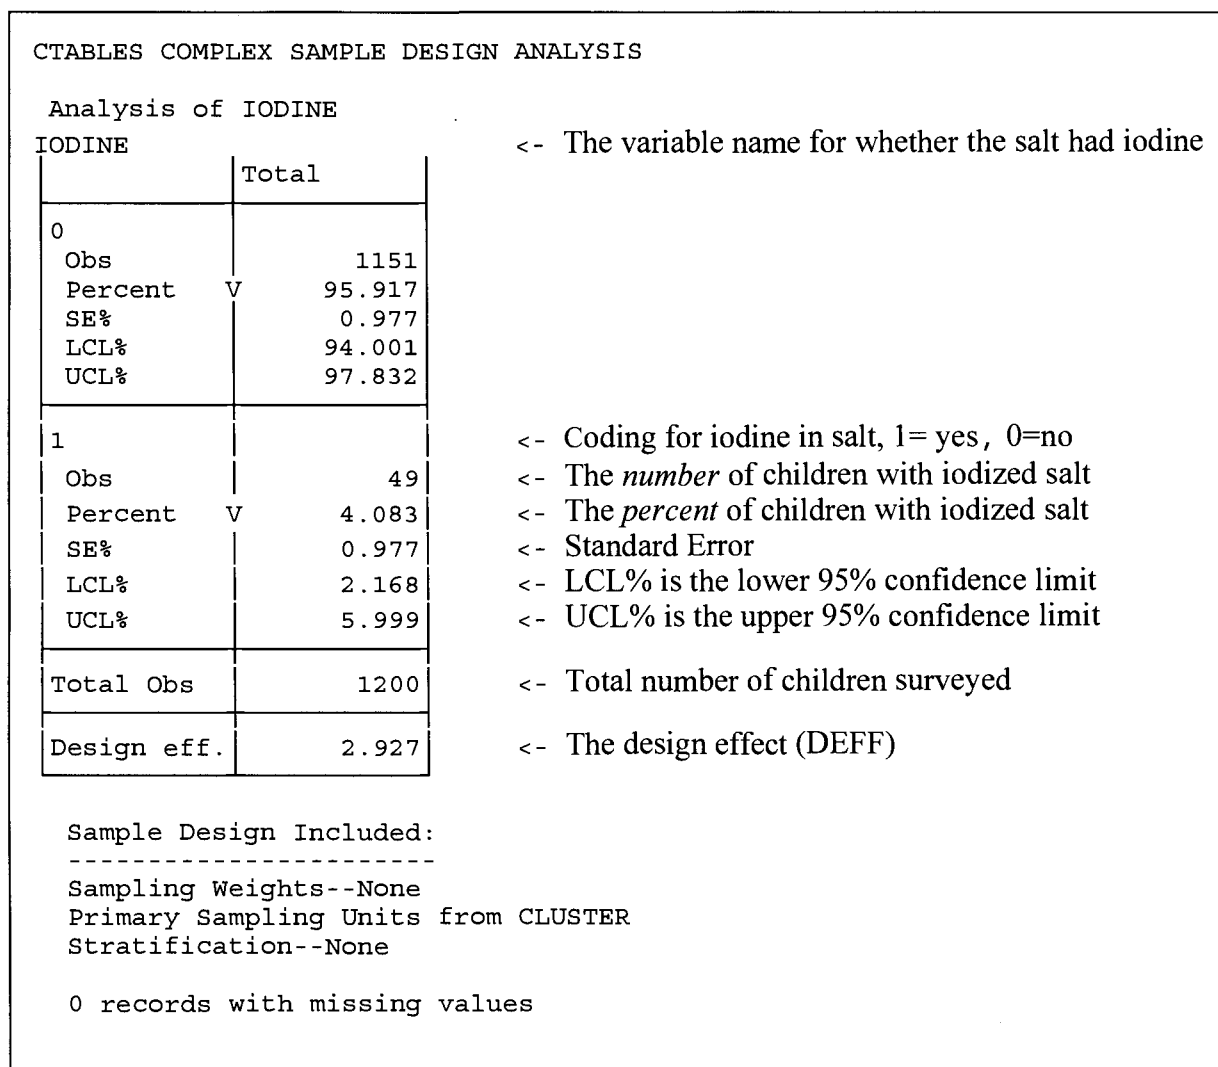 CTABLES COMPLEX SAMPLE DESIGN ANALYSIS
Analysis of IODINE
IODINE <- The variable name for whether the salt had iodine
Total
0
Obs 1151
Percent V 95.917
SE% 0.977
LCL% 94.001
UCL% 97.832
1 <- Coding for iodine in salt, 1= yes, 0=no
Obs 49 <- The number of children with iodized salt
Percent V 4.083 <- The percent of children with iodized salt
SE% 0.977 <- Standard Error
LCL% 2.168 <- LCL% is the lower 95% confidence limit
UCL% 5.999 <- UCL% is the upper 95% confidence limit
Total Obs 1200 <- Total number of children surveyed
Design eff. 2.927 <- The design effect (DEFF)
Sample Design Included:
-----------------------
Sampling Weights--None
Primary Sampling Units from CLUSTER
Stratification--None
0 records with missing values